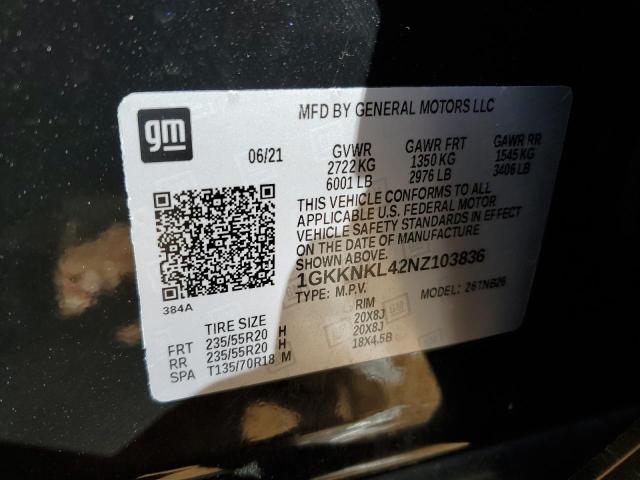 gm
MFD BY GENERAL MOTORS LLC
06/21 GVWR GAWR FRT GAWR RR
2722 KG 1350 KG 1545 KG
6001 LB 2976 LB 3406 LB
THIS VEHICLE CONFORMS TO ALL
APPLICABLE U.S. FEDERAL MOTOR
VEHICLE SAFETY STANDARDS IN EFFECT
ON THE DATE OF MANUFACTURE
SHOWN ABOVE.
1GKKNKL42NZ103836
384A TYPE: M.P.V. MODEL: 26TNB26
TIRE SIZE RIM
FRT 235/55R20 H 20X8J
RR 235/55R20 H 20X8J
SPA T135/70R18 M 18X4.5B